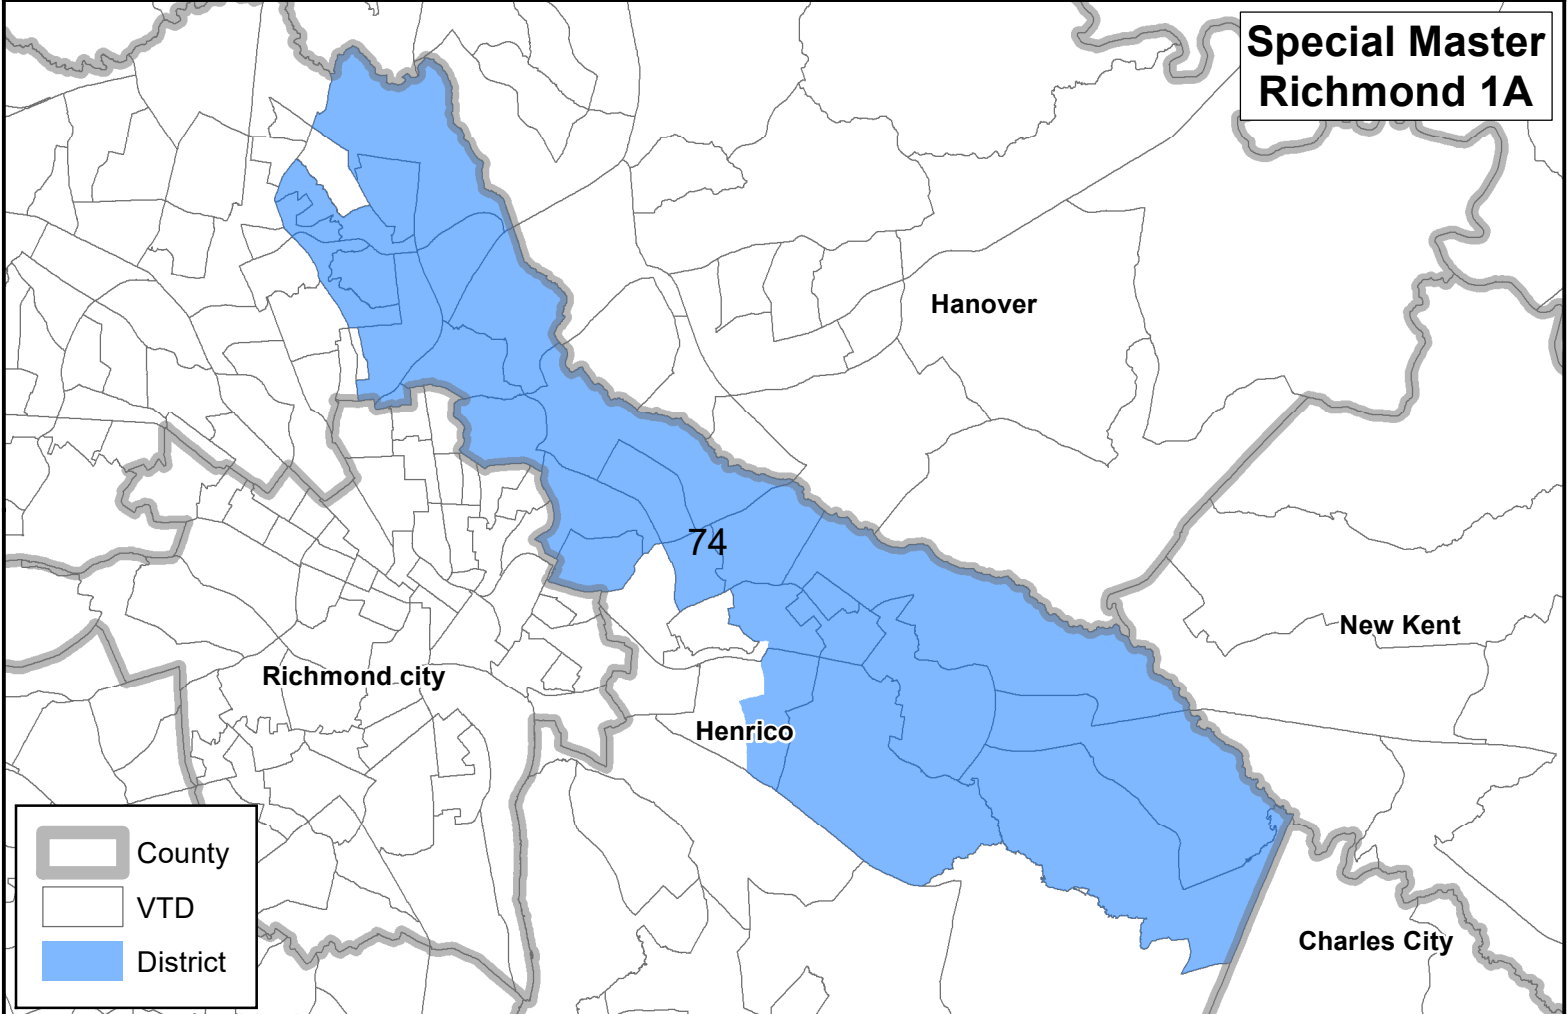 Special Master
Richmond 1A
Hanover
74
New Kent
Richmond city
Henrico
County
VTD
District
Charles City